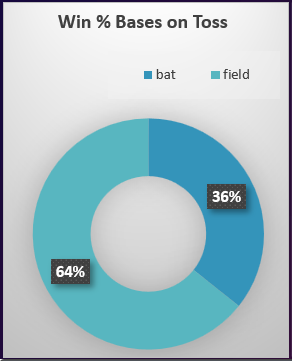 Win % Bases on Toss
bat field
36%
64%